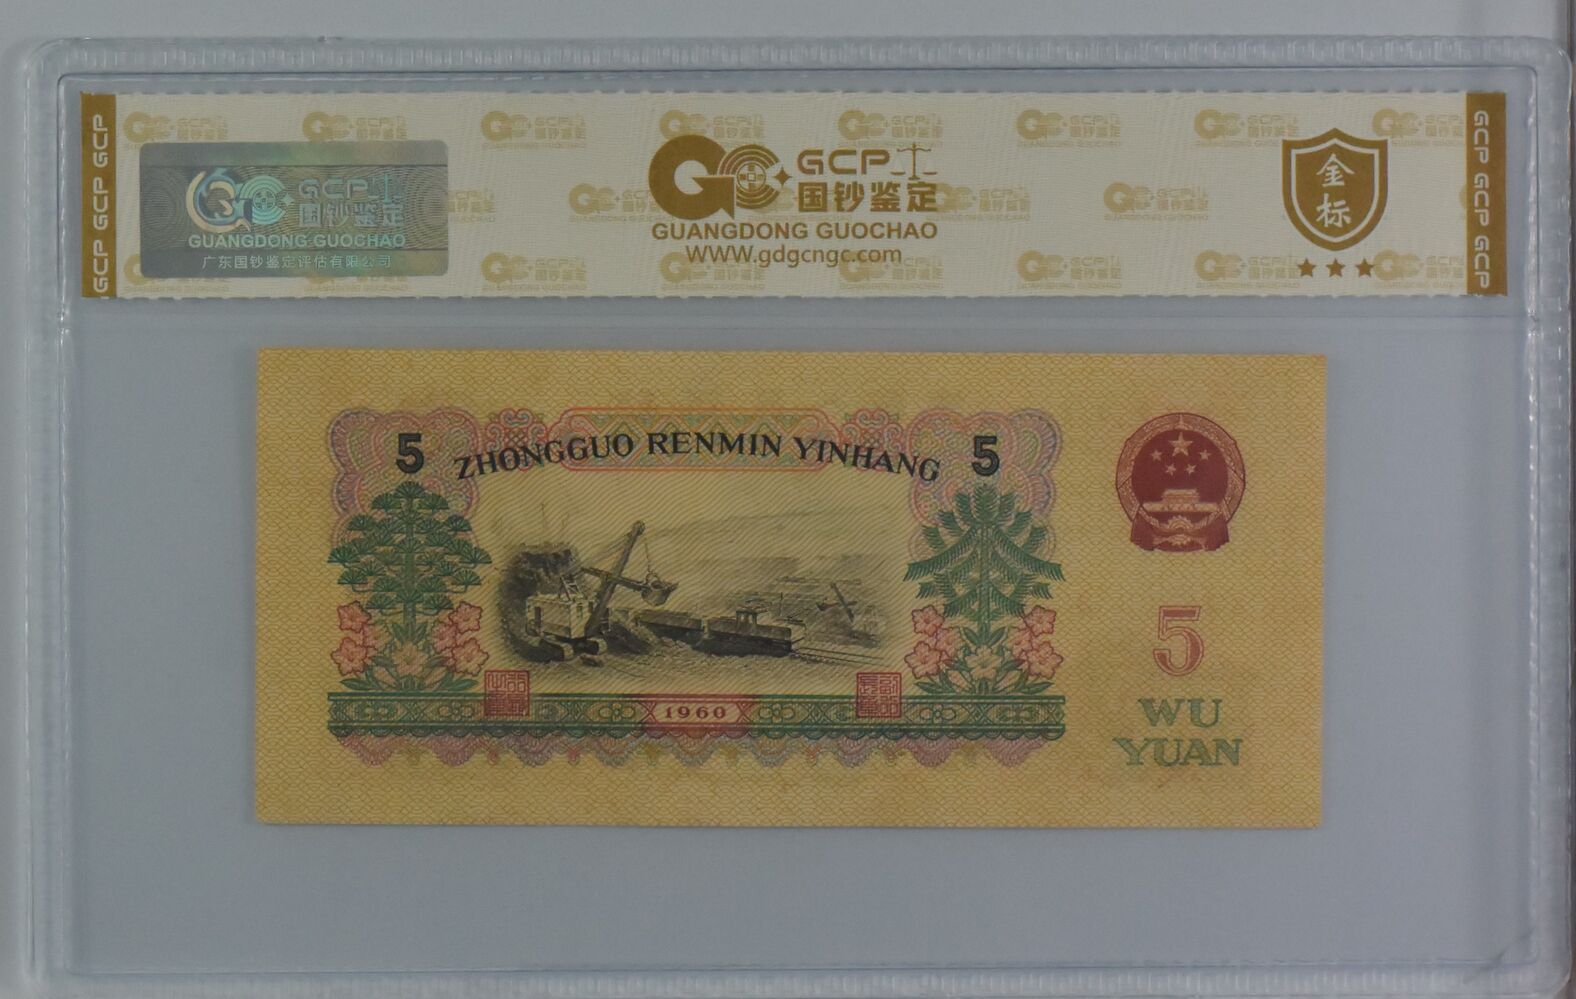 GCP GCP GCP
GCP
国钞鉴定
GUANGDONG GUOCHAO
广东国钞鉴定评估有限公司
GCP
国钞鉴定
GUANGDONG GUOCHAO
WWW.gdgcngc.com
金
标
GCP GCP GCP
5 ZHONGGUO RENMIN YINHANG 5
1960
5
WU
YUAN